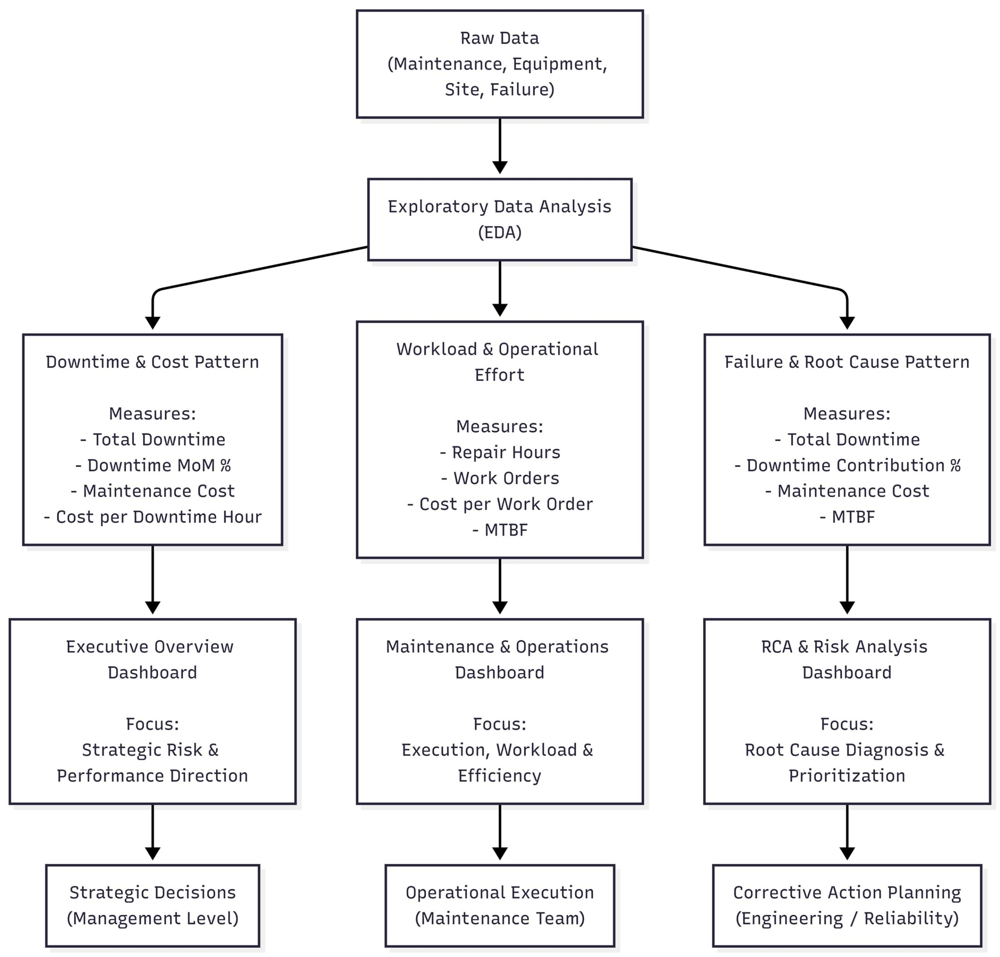 Raw Data
(Maintenance, Equipment,
Site, Failure)
Exploratory Data Analysis
(EDA)
Downtime & Cost Pattern
Measures:
- Total Downtime
- Downtime MoM %
- Maintenance Cost
- Cost per Downtime Hour
Workload & Operational
Effort
Measures:
- Repair Hours
- Work Orders
- Cost per Work Order
- MTBF
Failure & Root Cause Pattern
Measures:
- Total Downtime
- Downtime Contribution %
- Maintenance Cost
- MTBF
Executive Overview
Dashboard
Focus:
Strategic Risk &
Performance Direction
Maintenance & Operations
Dashboard
Focus:
Execution, Workload &
Efficiency
RCA & Risk Analysis
Dashboard
Focus:
Root Cause Diagnosis &
Prioritization
Strategic Decisions
(Management Level)
Operational Execution
(Maintenance Team)
Corrective Action Planning
(Engineering / Reliability)